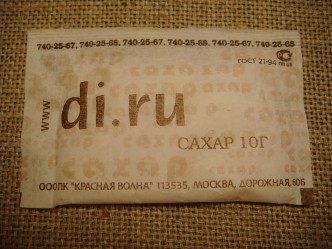 740-25-67, 740-25-68, 740-25-67, 740-25-68, 740-25-67, 740-25-68
ГОСТ 21-94
www
di.ru
САХАР 10Г
ОООПК "КРАСНАЯ ВОЛНА" 113535, МОСКВА, ДОРОЖНАЯ, 60Б